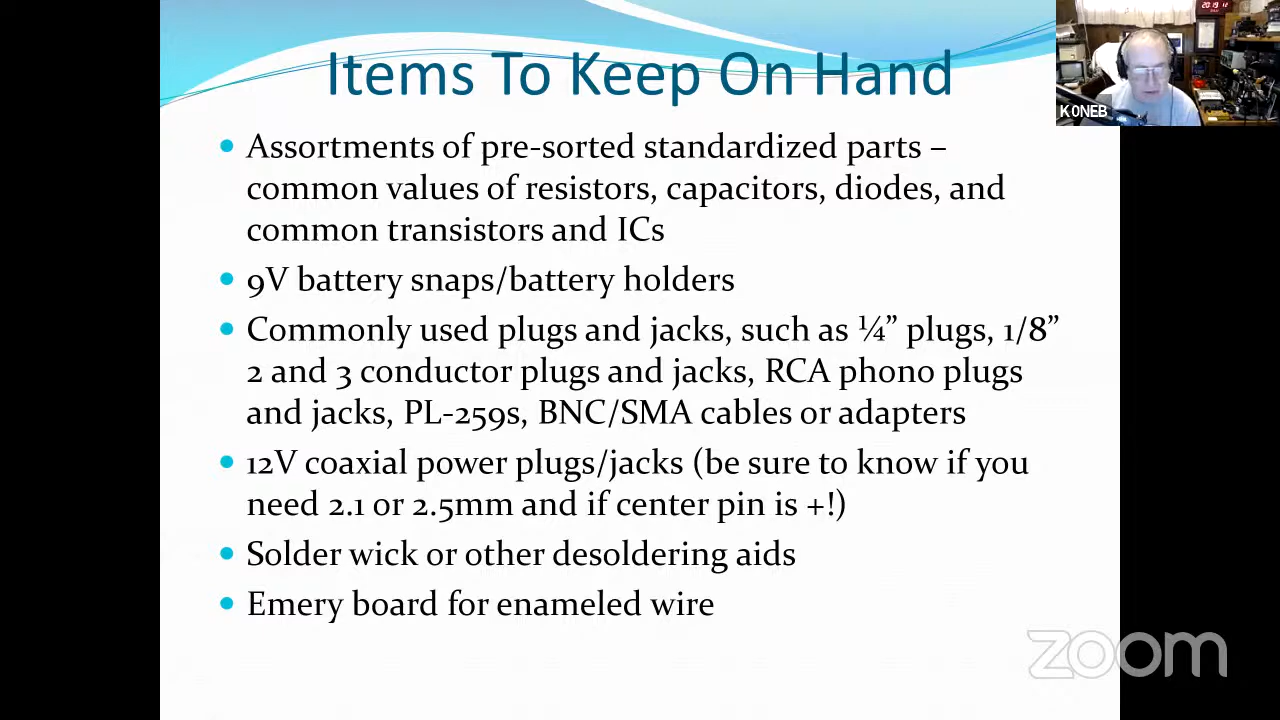 Items To Keep On Hand
20:19 12
K0NEB
• Assortments of pre-sorted standardized parts –
common values of resistors, capacitors, diodes, and
common transistors and ICs
• 9V battery snaps/battery holders
• Commonly used plugs and jacks, such as ¼” plugs, 1/8”
2 and 3 conductor plugs and jacks, RCA phono plugs
and jacks, PL-259s, BNC/SMA cables or adapters
• 12V coaxial power plugs/jacks (be sure to know if you
need 2.1 or 2.5mm and if center pin is +!)
• Solder wick or other desoldering aids
• Emery board for enameled wire
zoom